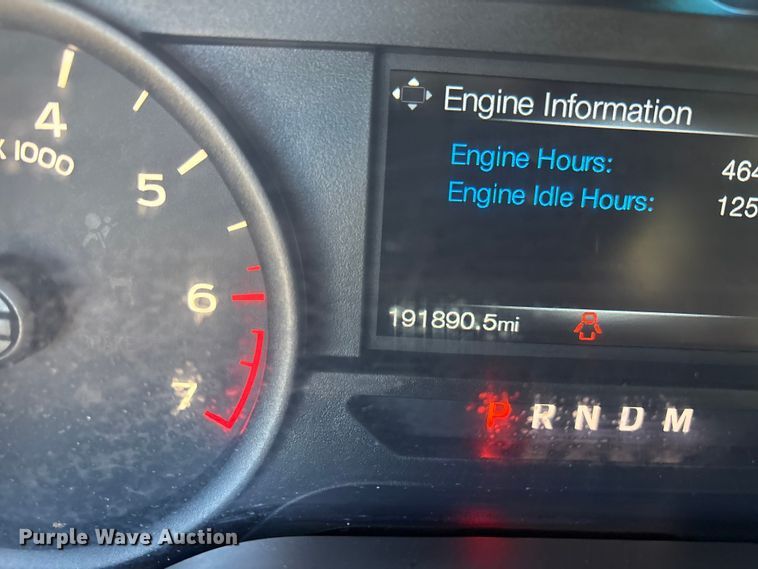 4
X 1000
5
6
7
Engine Information
Engine Hours: 464
Engine Idle Hours: 125
191890.5mi
P R N D M
Purple Wave Auction